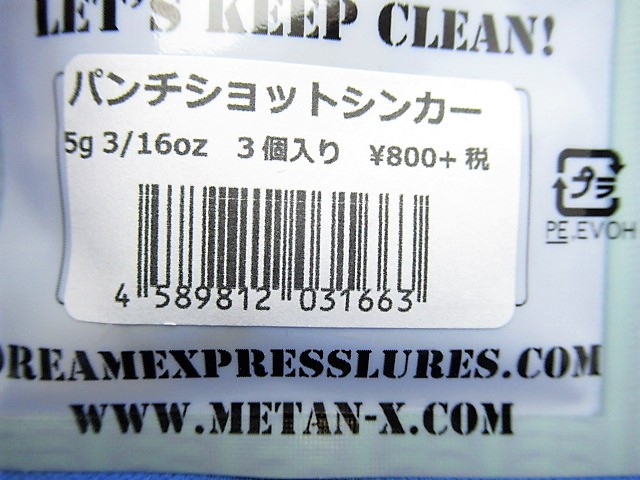 LET'S KEEP CLEAN!
パンチショットシンカー
5g 3/16oz 3個入り ¥800+税
プラ
PE,EVOH
4 589812 031663
DREAMEXPRESSLURES.COM
WWW.METAN-X.COM